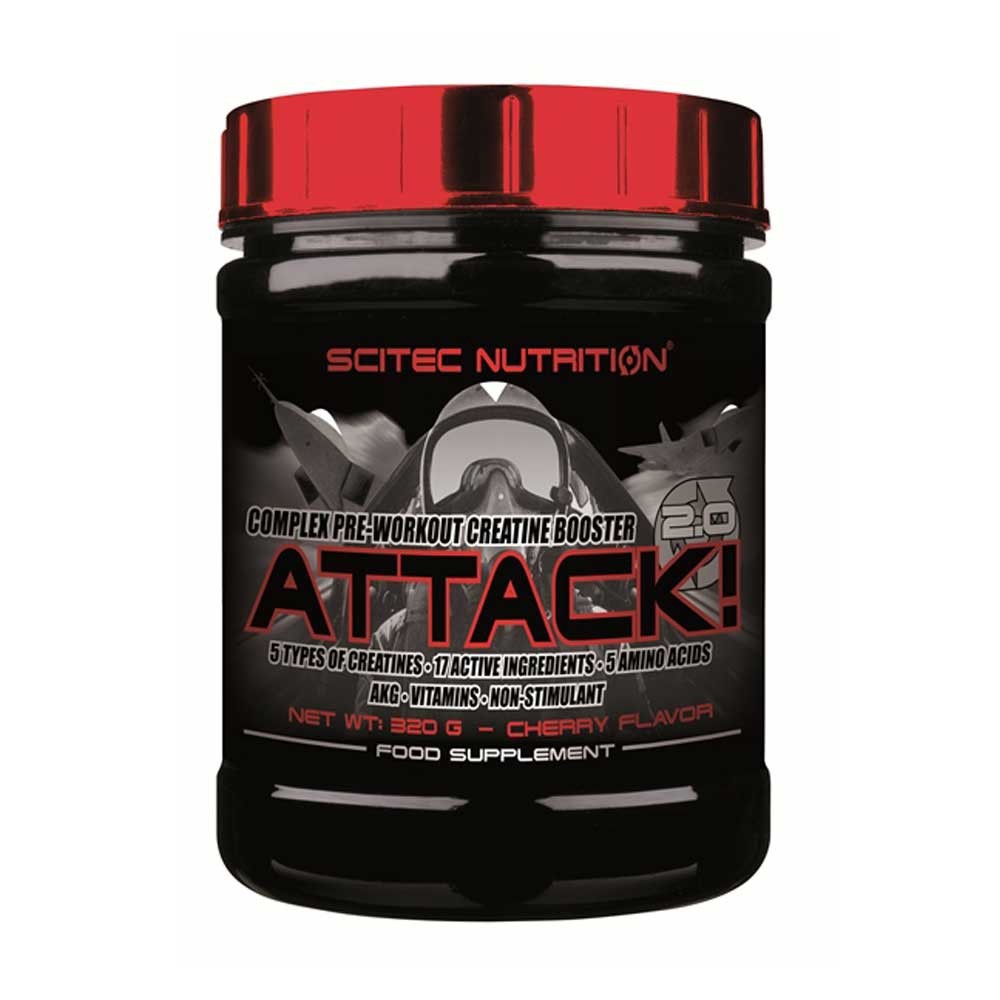 SCITEC NUTRITION®
COMPLEX PRE-WORKOUT CREATINE BOOSTER
2.0
ATTACK!
5 TYPES OF CREATINES • 17 ACTIVE INGREDIENTS • 5 AMINO ACIDS
AKG • VITAMINS • NON-STIMULANT
NET WT: 320 G – CHERRY FLAVOR
FOOD SUPPLEMENT